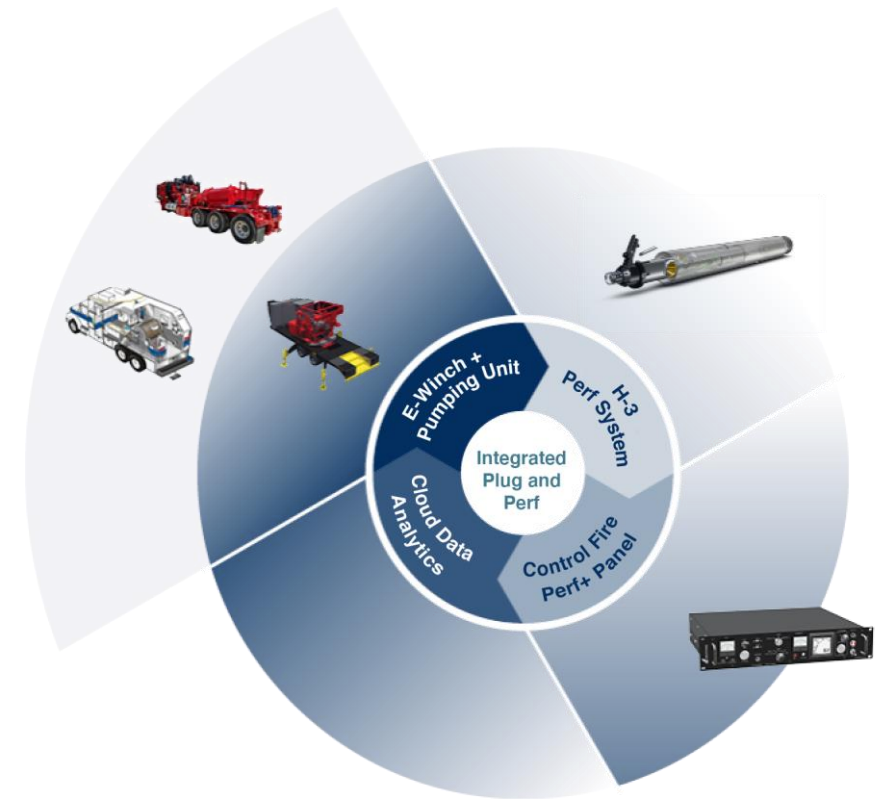 E-Winch +
Pumping Unit
H-3
Perf System
Integrated
Plug and
Perf
Cloud Data
Analytics
Control Fire
Perf+ Panel